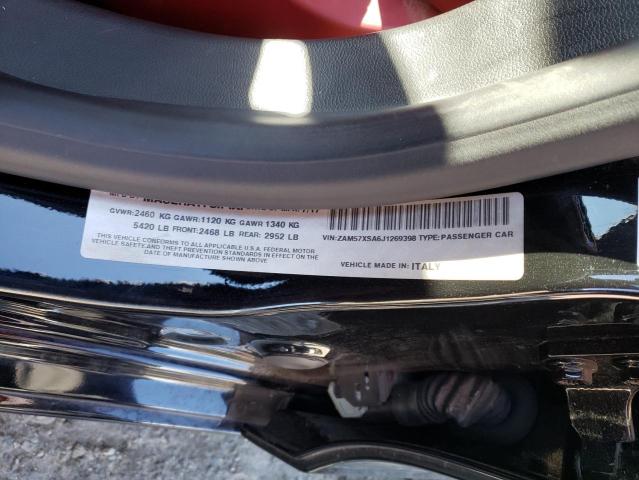 GVWR:2460 KG GAWR:1120 KG GAWR 1340 KG
5420 LB FRONT:2468 LB REAR: 2952 LB
THIS VEHICLE CONFORMS TO ALL APPLICABLE U.S.A. FEDERAL MOTOR
VEHICLE SAFETY AND THEFT PREVENTION STANDARDS IN EFFECT ON THE
DATE OF MANUFACTURE SHOWN ABOVE
VIN:ZAM57XSA6J1269398 TYPE:PASSENGER CAR
VEHICLE MADE IN: ITALY